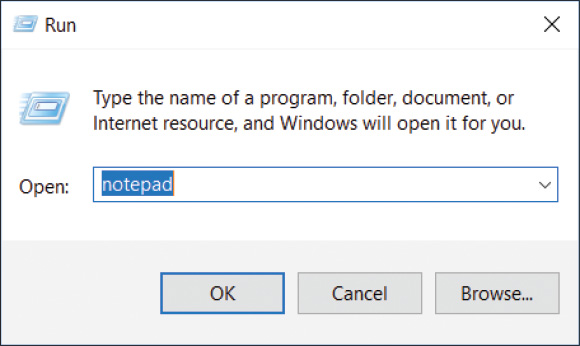 Run
Type the name of a program, folder, document, or
Internet resource, and Windows will open it for you.
Open: notepad
OK Cancel Browse...